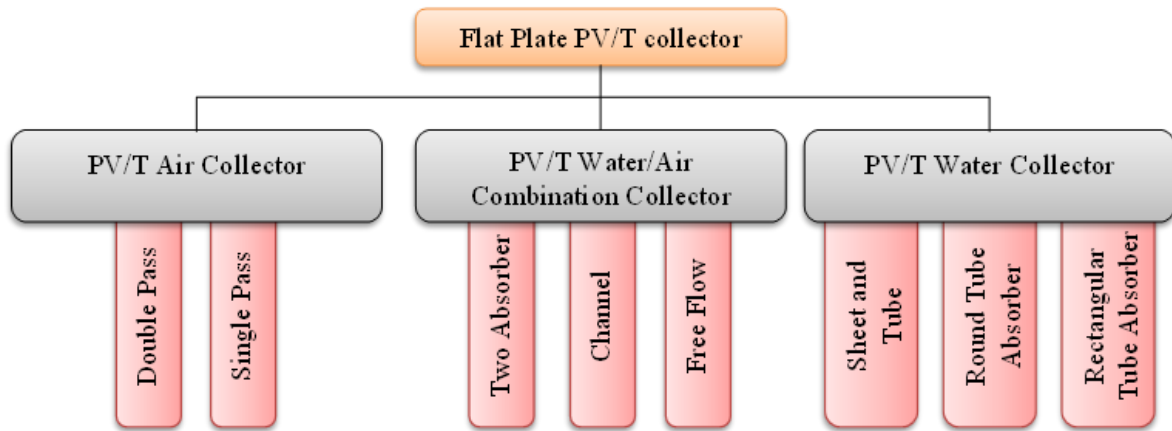 Flat Plate PV/T collector
PV/T Air Collector
PV/T Water/Air
Combination Collector
PV/T Water Collector
Double Pass
Single Pass
Two Absorber
Channel
Free Flow
Sheet and
Tube
Round Tube
Absorber
Rectangular
Tube Absorber